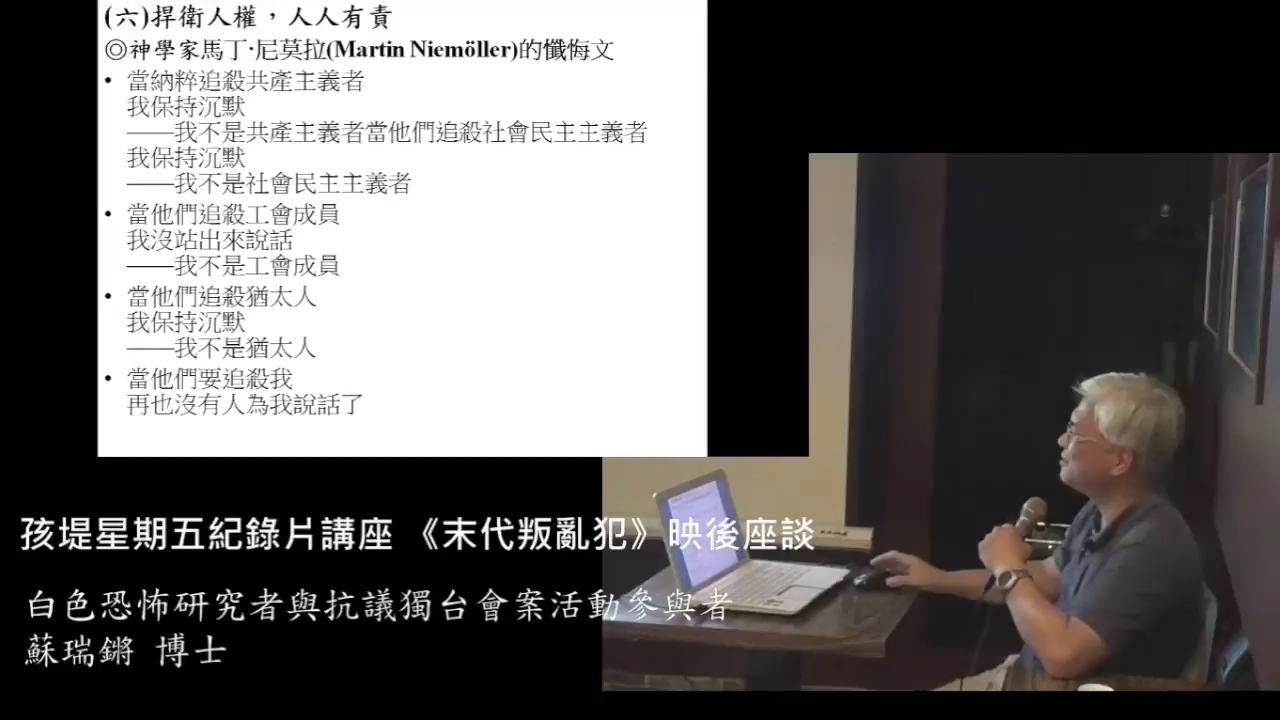 (六)捍衛人權，人人有責
◎神學家馬丁·尼莫拉(Martin Niemöller)的懺悔文
• 當納粹追殺共產主義者
我保持沉默
——我不是共產主義者當他們追殺社會民主主義者
我保持沉默
——我不是社會民主主義者
• 當他們追殺工會成員
我沒站出來說話
——我不是工會成員
• 當他們追殺猶太人
我保持沉默
——我不是猶太人
• 當他們要追殺我
再也沒有人為我說話了
孩堤星期五紀錄片講座 《末代叛亂犯》映後座談
白色恐怖研究者與抗議獨台會案活動參與者
蘇瑞鏘 博士